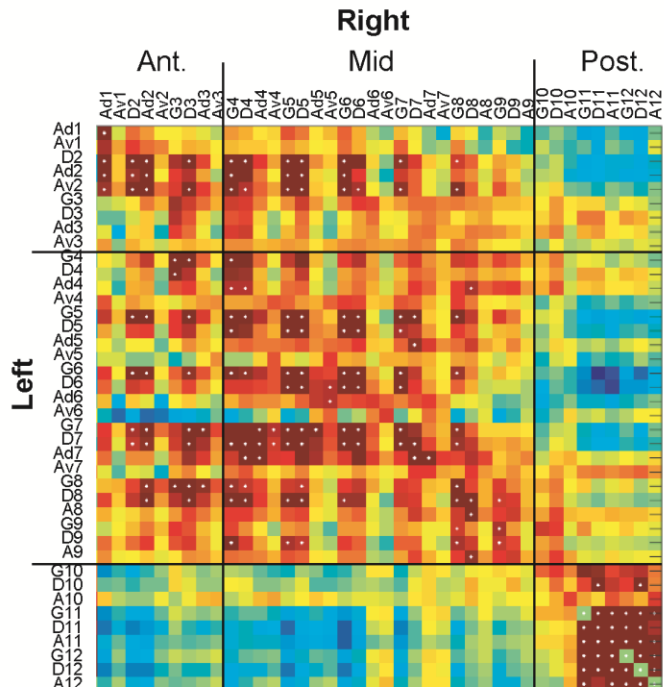 Right
Ant. Mid Post.
Ad1 Av1 D2 Ad2 Av2 G3 D3 Ad3 Av3 G4 D4 Ad4 Av4 G5 D5 Av5 G6 D6 Ad6 Av6 G7 D7 Ad7 Av7 G8 D8 A8 G9 D9 A9 G10 D10 A10 G11 D11 A11 G12 D12 A12
Left
Ad1
Av1
D2
Ad2
Av2
G3
D3
Ad3
Av3
G4
D4
Ad4
Av4
G5
D5
Ad5
Av5
G6
D6
Ad6
Av6
G7
D7
Ad7
Av7
G8
D8
A8
G9
D9
A9
G10
D10
A10
G11
D11
A11
G12
D12
A12